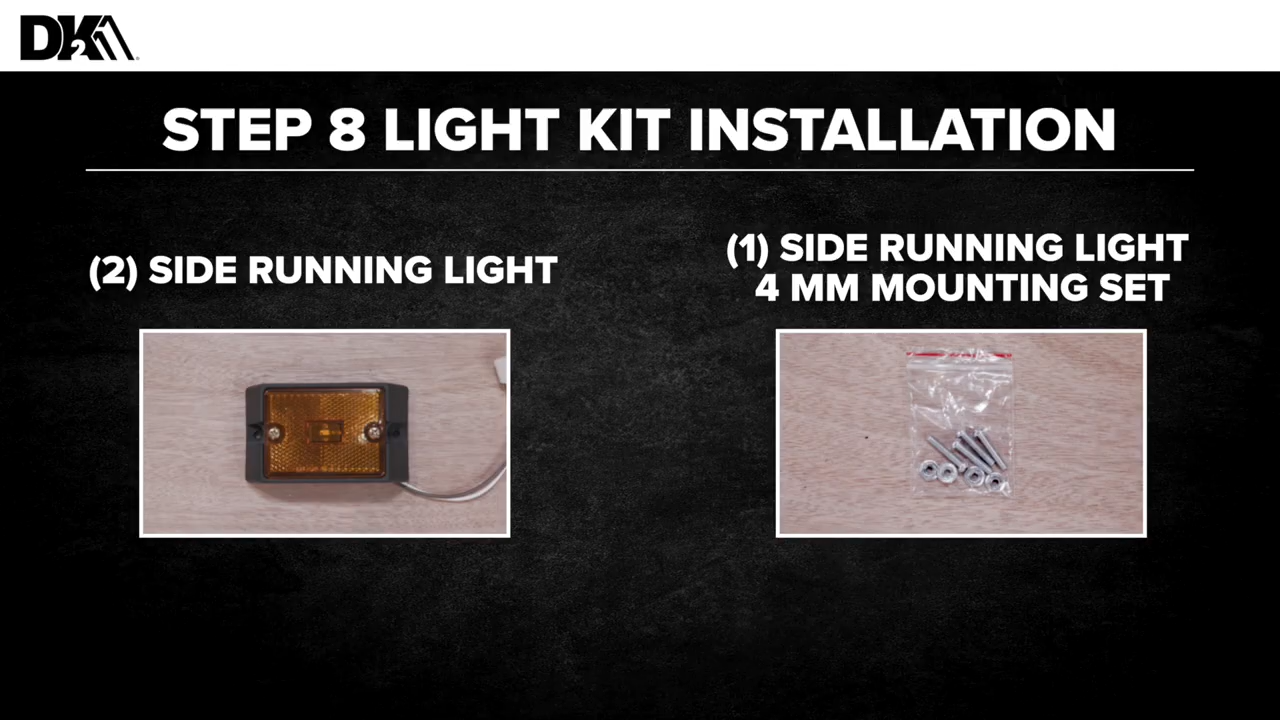 DK2
STEP 8 LIGHT KIT INSTALLATION
(2) SIDE RUNNING LIGHT
(1) SIDE RUNNING LIGHT
4 MM MOUNTING SET